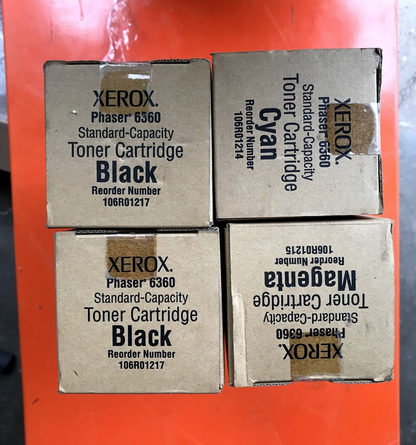 XEROX.
Phaser® 6360
Standard-Capacity
Toner Cartridge
Black
Reorder Number
106R01217
XEROX.
Phaser® 6360
Standard-Capacity
Toner Cartridge
Cyan
Reorder Number
106R01214
XEROX.
Phaser® 6360
Standard-Capacity
Toner Cartridge
Black
Reorder Number
106R01217
XEROX.
Phaser® 6360
Standard-Capacity
Toner Cartridge
Magenta
Reorder Number
106R01215